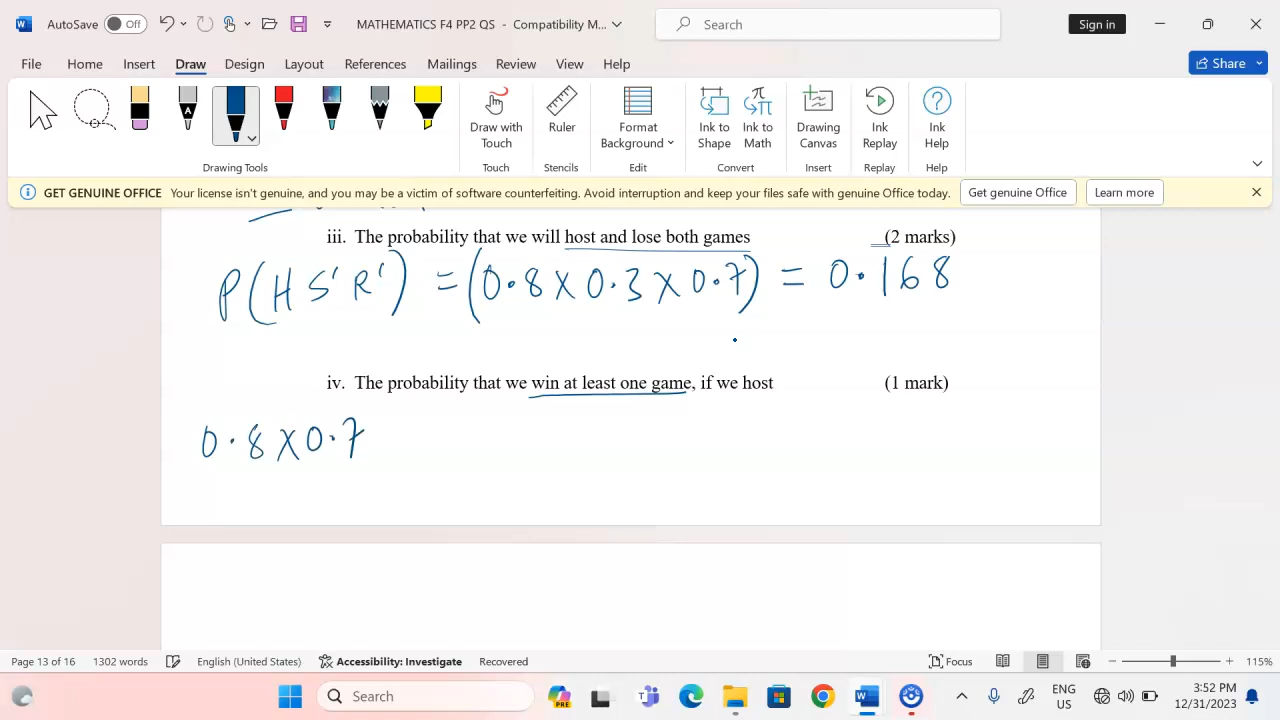 AutoSave Off MATHEMATICS F4 PP2 QS - Compatibility M... Search Sign in
File Home Insert Draw Design Layout References Mailings Review View Help Share
Draw with Touch Ruler Format Background Ink to Shape Ink to Math Drawing Canvas Ink Replay Ink Help
Drawing Tools Touch Stencils Edit Convert Insert Replay Help
GET GENUINE OFFICE Your license isn't genuine, and you may be a victim of software counterfeiting. Avoid interruption and keep your files safe with genuine Office today. Get genuine Office Learn more
iii. The probability that we will host and lose both games (2 marks)
P(H S' R') = (0.8 X 0.3 X 0.7) = 0.168
iv. The probability that we win at least one game, if we host (1 mark)
0.8 X 0.7
Page 13 of 16 1302 words English (United States) Accessibility: Investigate Recovered Focus 115%
Search PRE ENG US 3:52 PM 12/31/2023